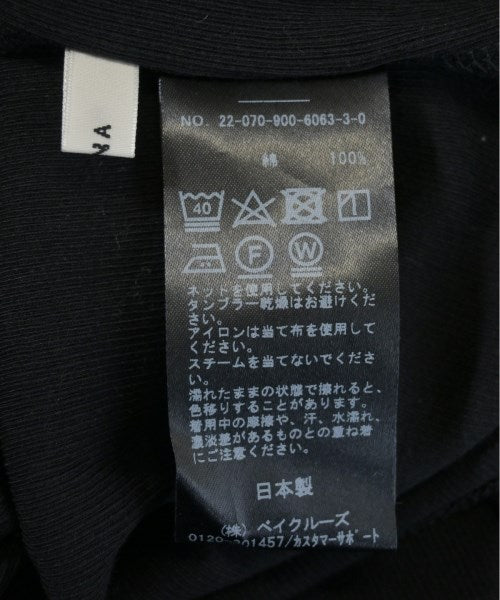 MA
NO. 22-070-900-6063-3-0
綿 100%
40
F W
ネットを使用してください。
タンブラー乾燥はお避けくだ
さい。
アイロンは当て布を使用して
ください。
スチームを当てないでくださ
い。
濡れたままの状態で擦れると、
色移りすることがあります。
着用中の摩擦や、汗、水濡れ、
濃淡差があるものとの重ね着
にご注意ください。
日本製
(株) ベイクルーズ
0120-301457/カスタマーサポート